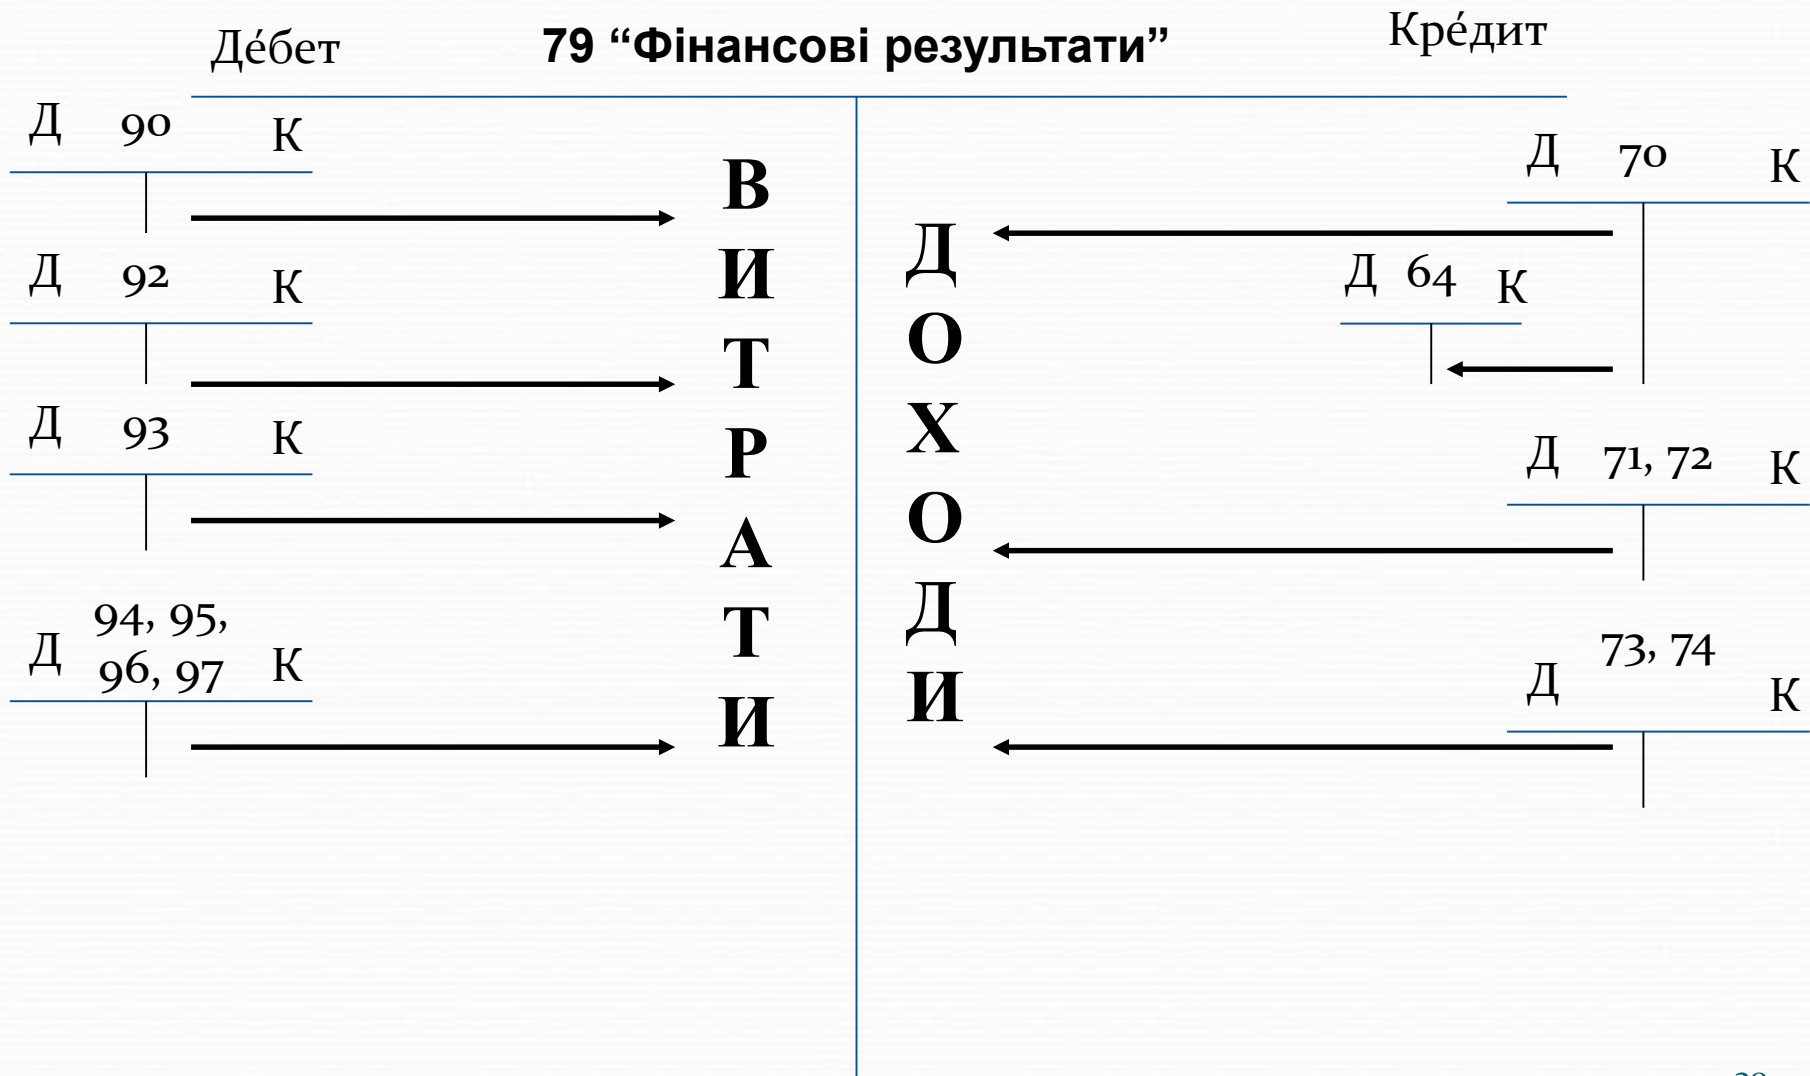 Де́бет 79 “Фінансові результати” Кре́дит
Д 90 К
Д 92 К
Д 93 К
Д 94, 95, К
96, 97
В
И
Т
Р
А
Т
И
Д
О
Х
О
Д
И
Д 70 К
Д 64 К
Д 71, 72 К
73, 74
Д К